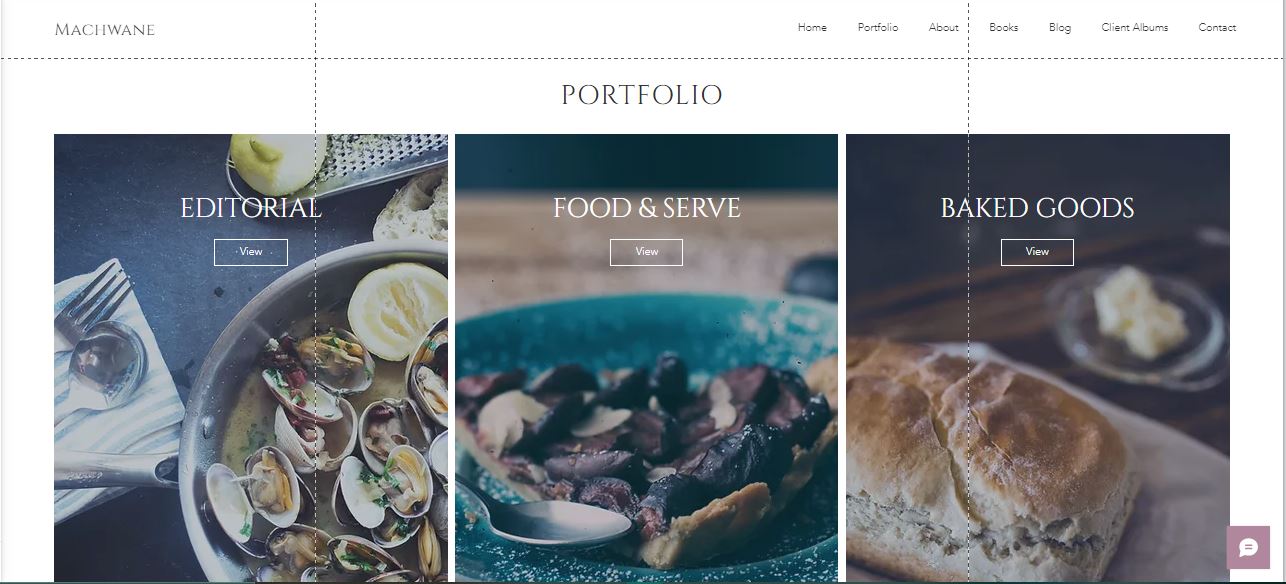 Machwane
Home Portfolio About Books Blog Client Albums Contact
PORTFOLIO
EDITORIAL
View
FOOD & SERVE
View
BAKED GOODS
View